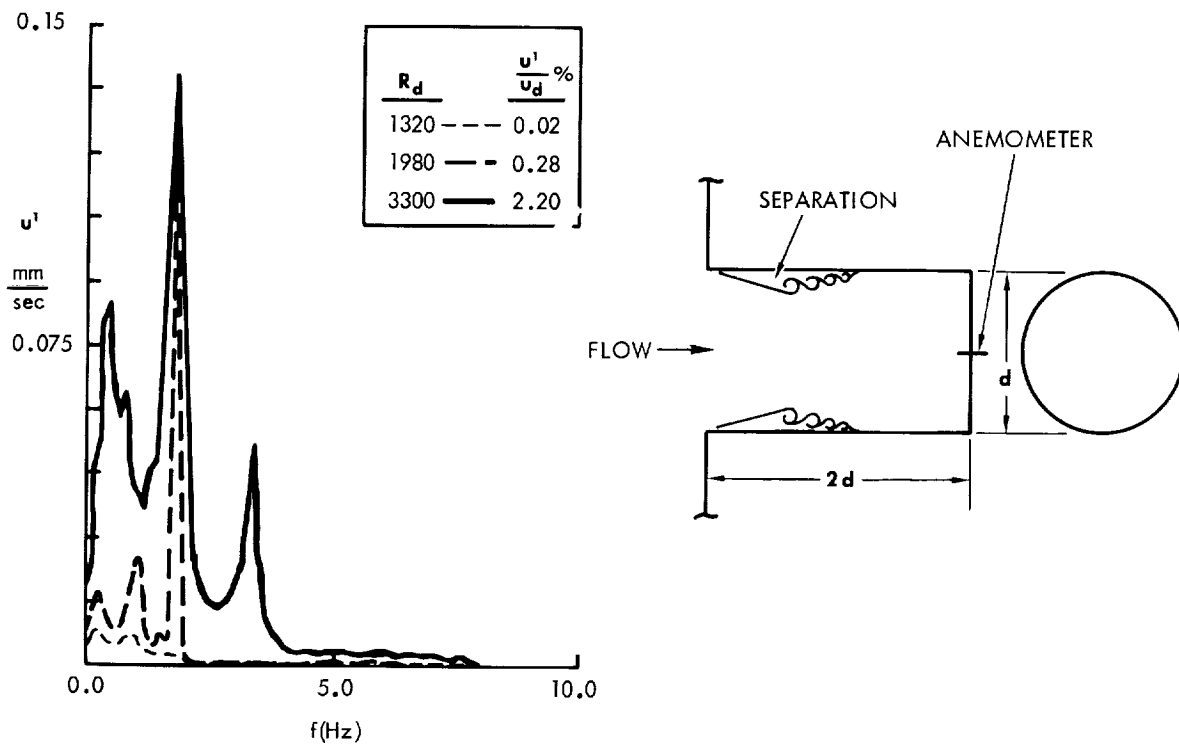 0.15
u'
mm
sec
0.075
0.0
5.0
10.0
f(Hz)
R_d u'/u_d %
1320 0.02
1980 0.28
3300 2.20
ANEMOMETER
SEPARATION
FLOW
d
2d